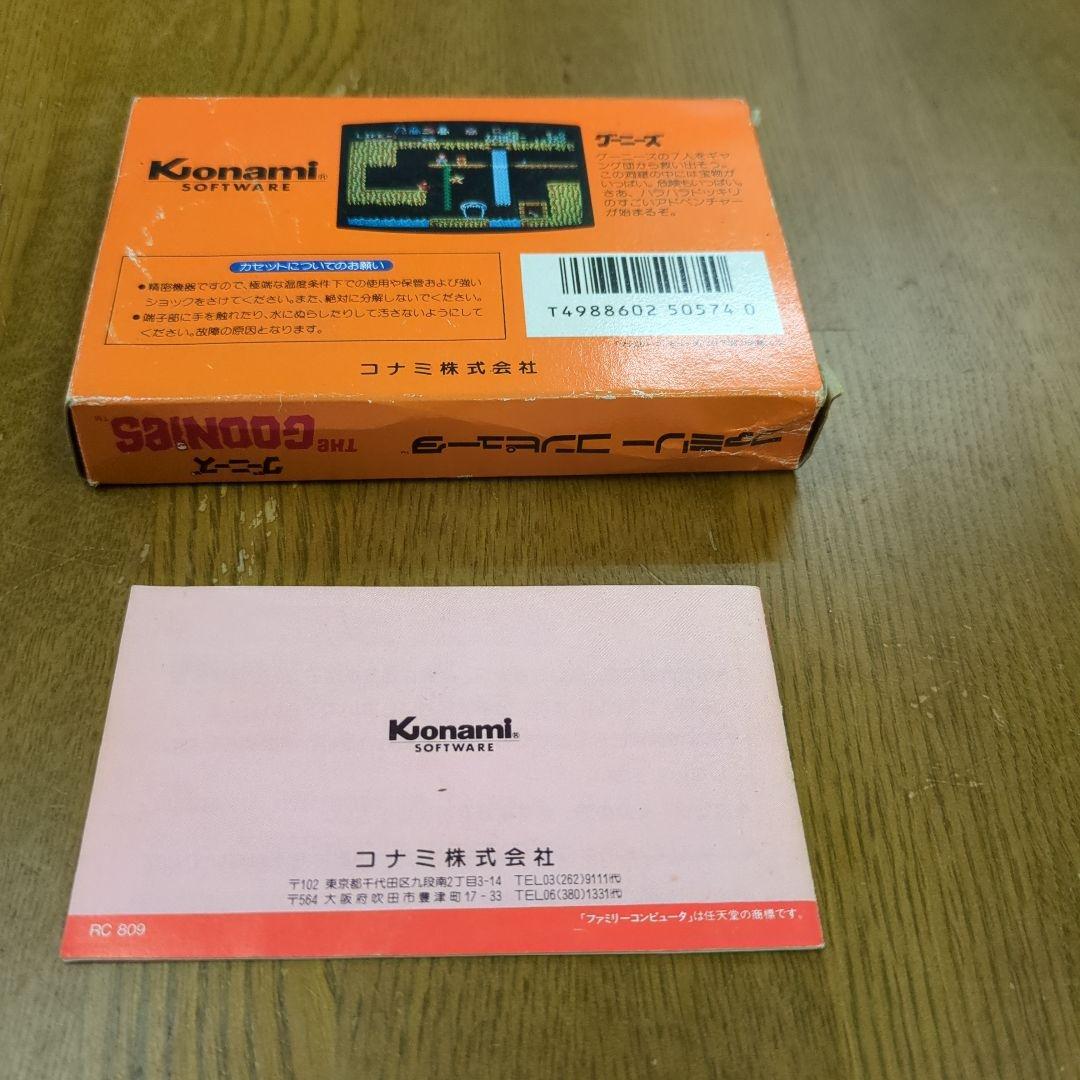 Konami®
SOFTWARE
グーニーズ
グーニーズの7人をギャ
ング団から救い出そう。
この洞窟の中には宝物が
いっぱい。危険もいっぱい。
さあ、ハラハラドッキリ
のすごいアドベンチャー
が始まるぞ。
カセットについてのお願い
●精密機器ですので、極端な温度条件下での使用や保管および強い
ショックをさけてください。また、絶対に分解しないでください。
●端子部に手を触れたり、水にぬらしたりして汚さないようにして
ください。故障の原因となります。
T4988602 50574 0
コナミ株式会社
THE GOONIES™
グーニーズ
ファミリーコンピュータ™
Konami®
SOFTWARE
コナミ株式会社
〒102 東京都千代田区九段南2丁目3-14 TEL03(262)9111㈹
〒564 大阪府吹田市豊津町17-33 TEL06(380)1331㈹
RC 809
「ファミリーコンピュータ」は任天堂の商標です。